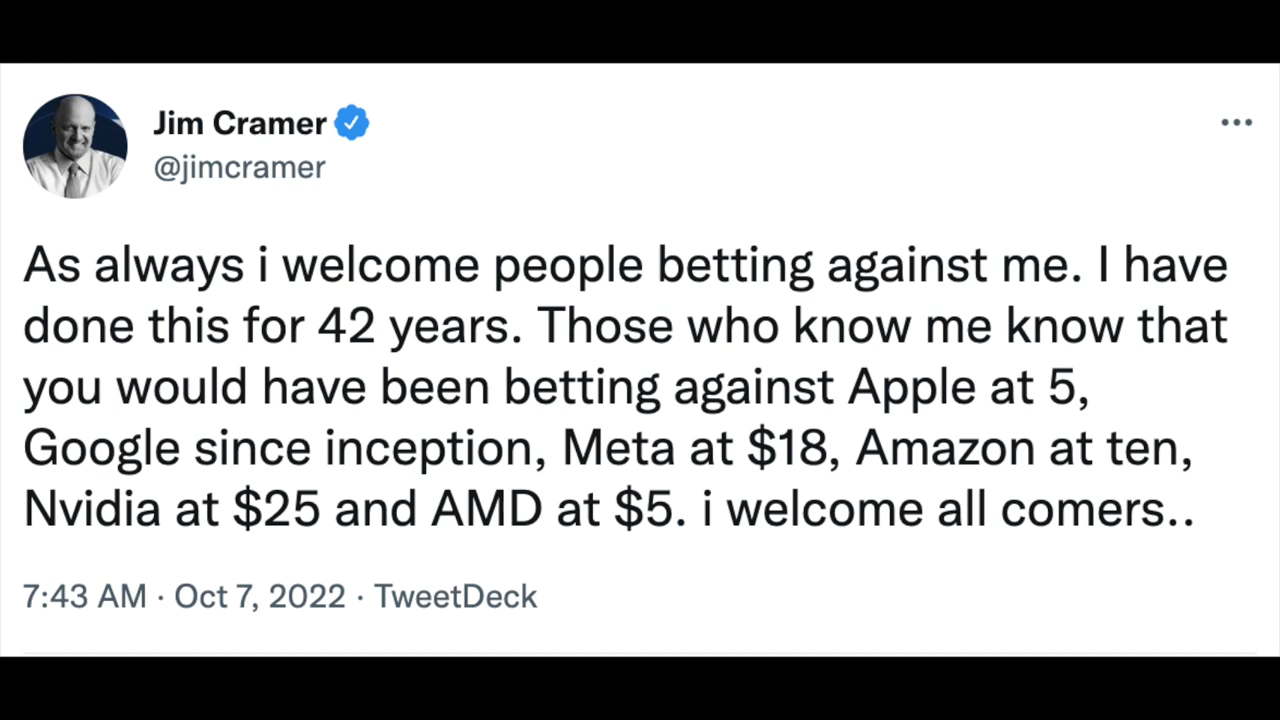 Jim Cramer
@jimcramer
As always i welcome people betting against me. I have
done this for 42 years. Those who know me know that
you would have been betting against Apple at 5,
Google since inception, Meta at $18, Amazon at ten,
Nvidia at $25 and AMD at $5. i welcome all comers..
7:43 AM · Oct 7, 2022 · TweetDeck